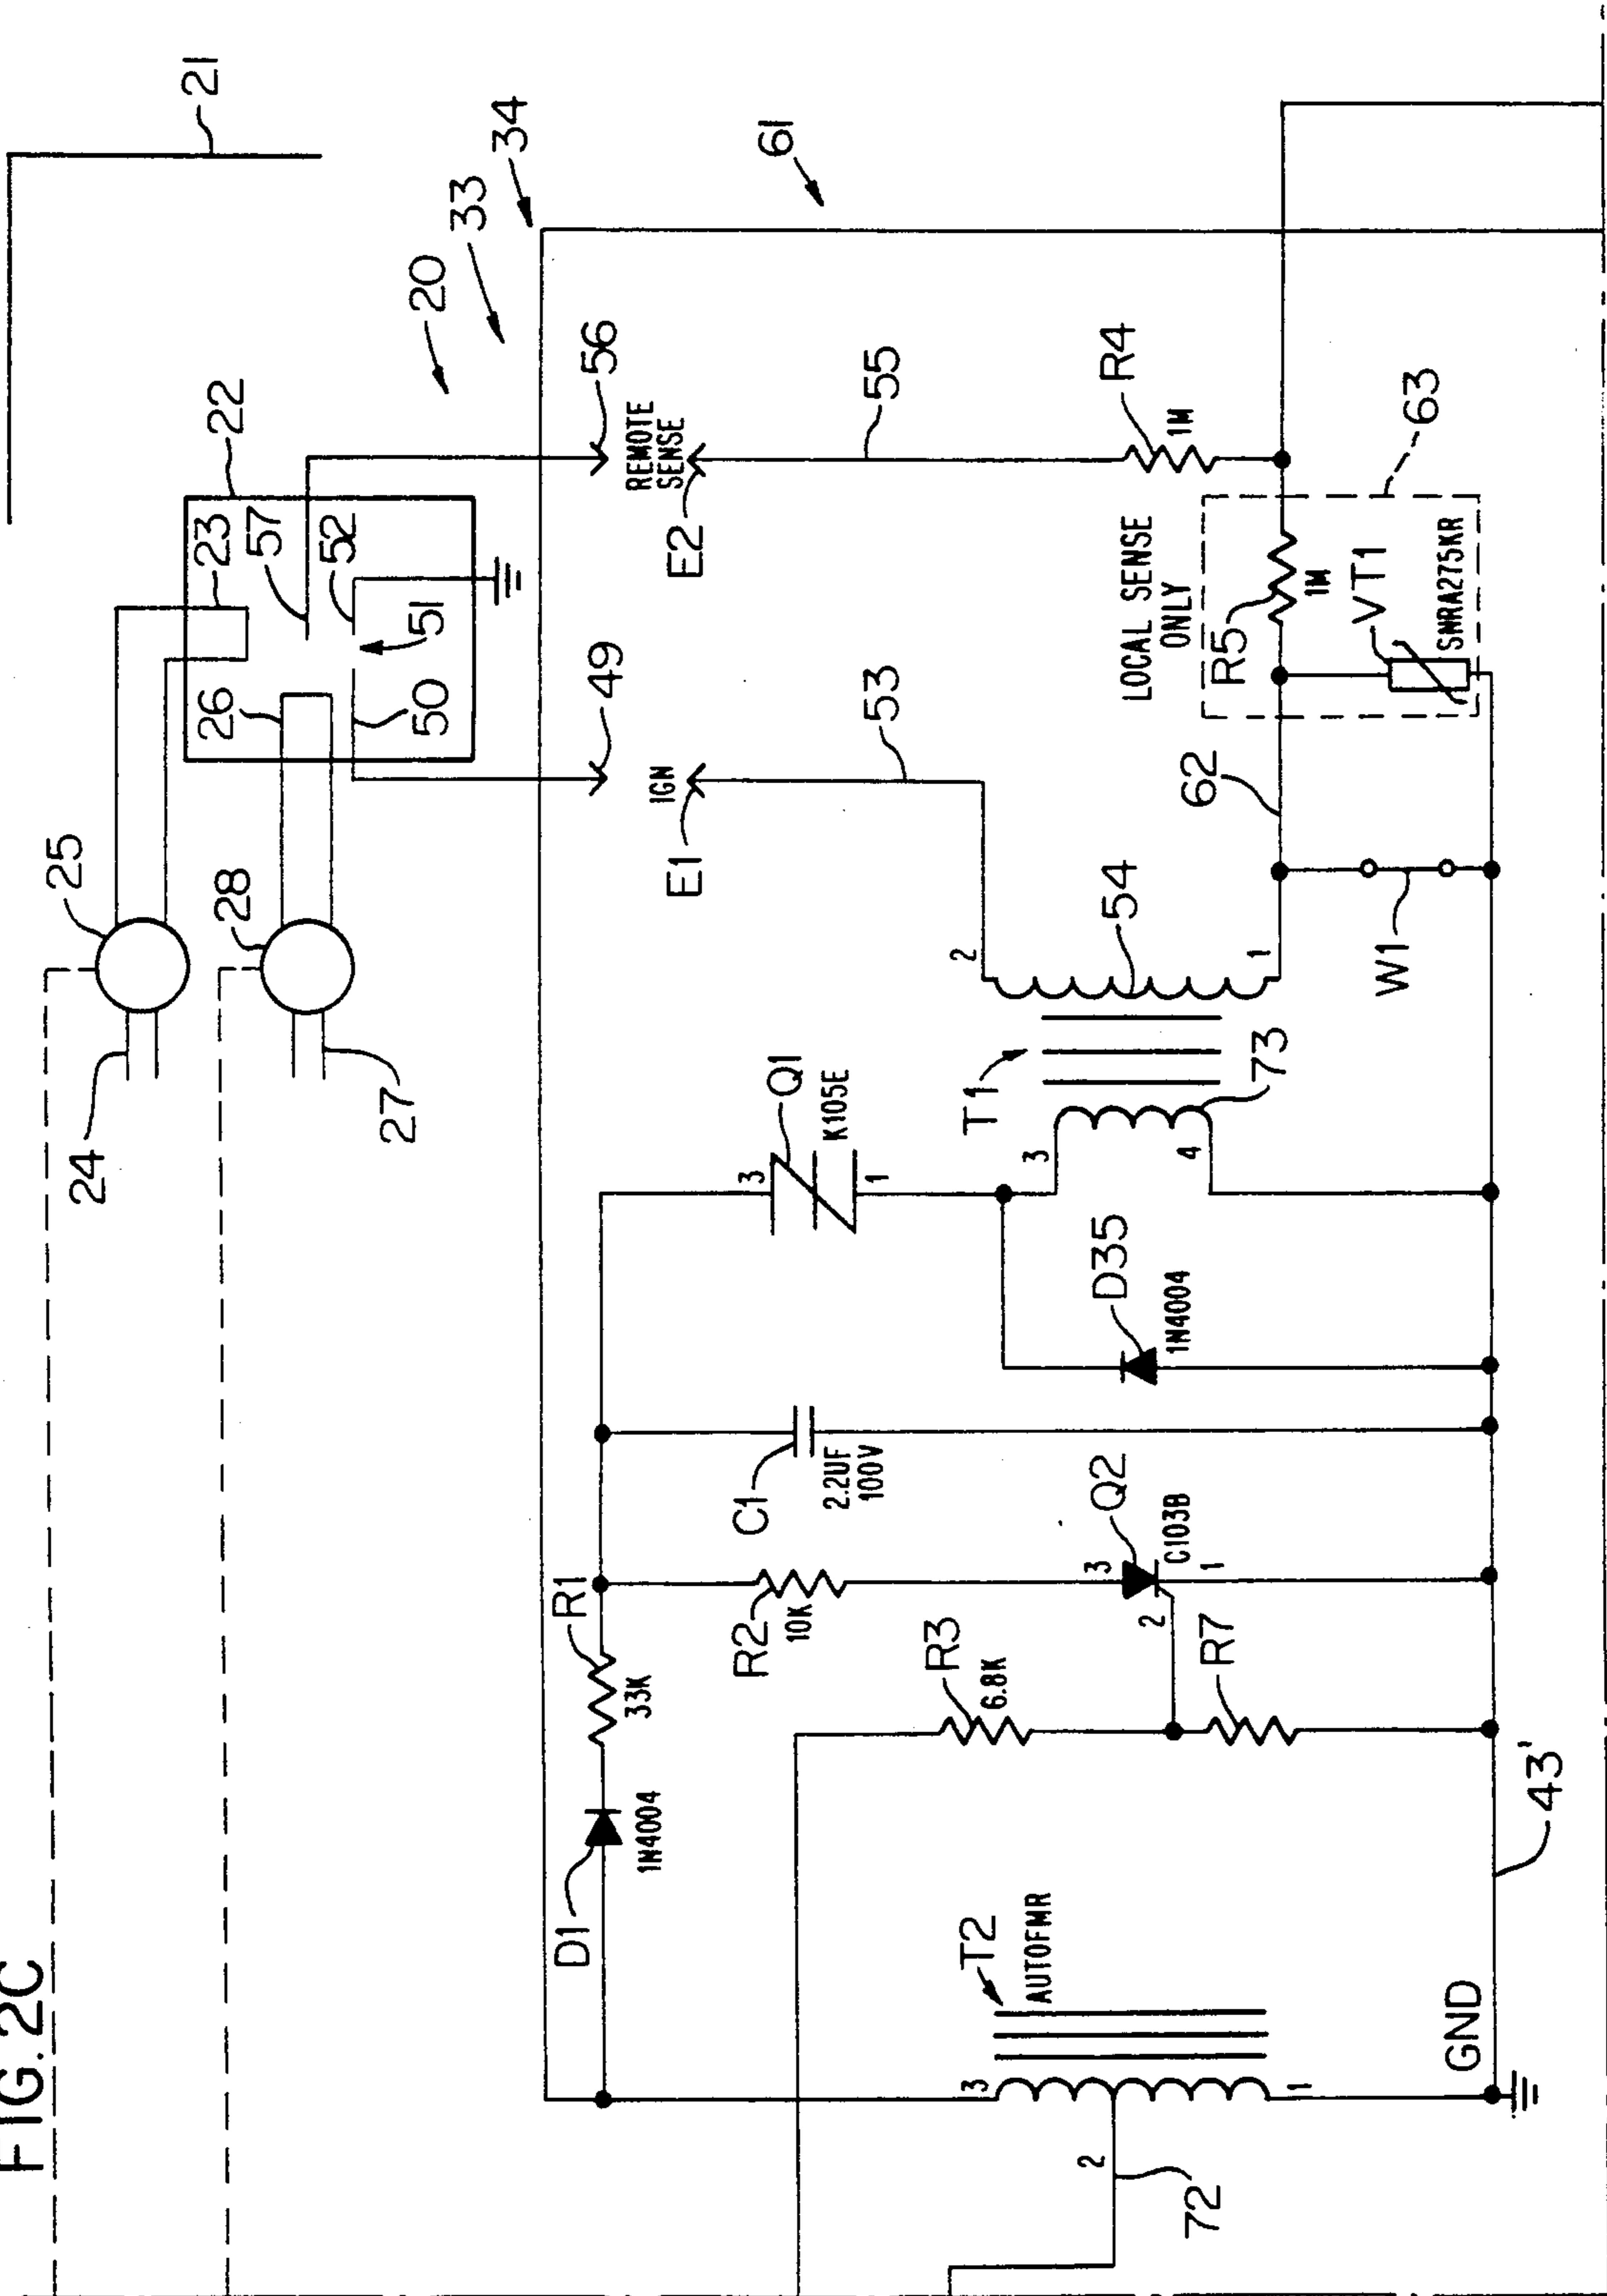 FIG. 2C
21
24
25
28
27
22
23
26
57
52
51
50
20
33
34
61
49
56
IGN
REMOTE
SENSE
E1
E2
53
55
R4
1M
Q1
3
K105E
1
T1
3
4
73
2
54
1
62
W1
LOCAL SENSE
ONLY
R5
1M
VT1
SNRA275KR
63
D1
1N4004
R1
33K
R2
10K
C1
2.2UF
100V
D35
1N4004
R3
6.8K
R7
Q2
3
C103B
2
1
T2
AUTOFMR
3
2
1
72
GND
43'